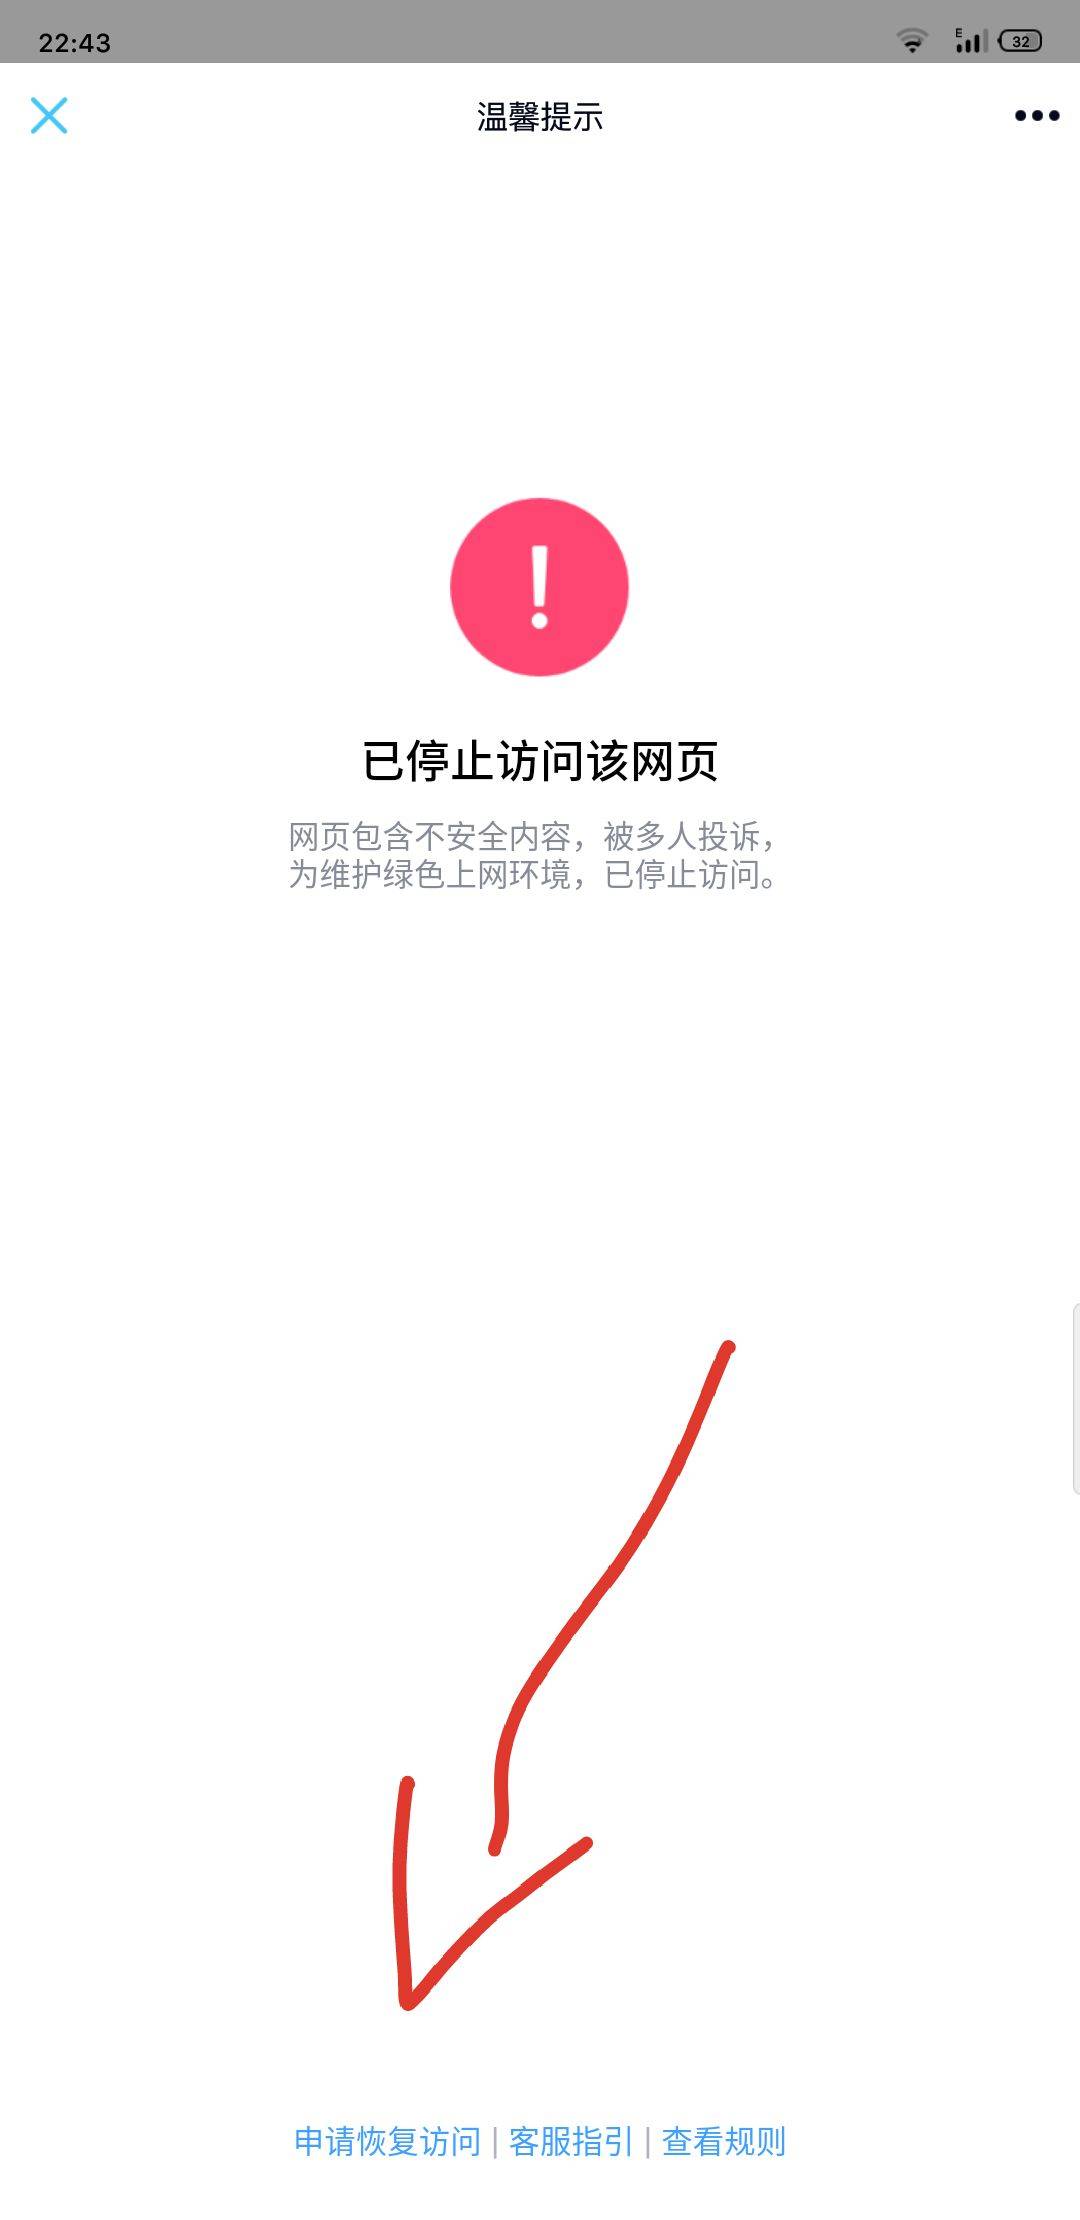 22:43
E
32
温馨提示
已停止访问该网页
网页包含不安全内容，被多人投诉，
为维护绿色上网环境，已停止访问。
申请恢复访问 | 客服指引 | 查看规则